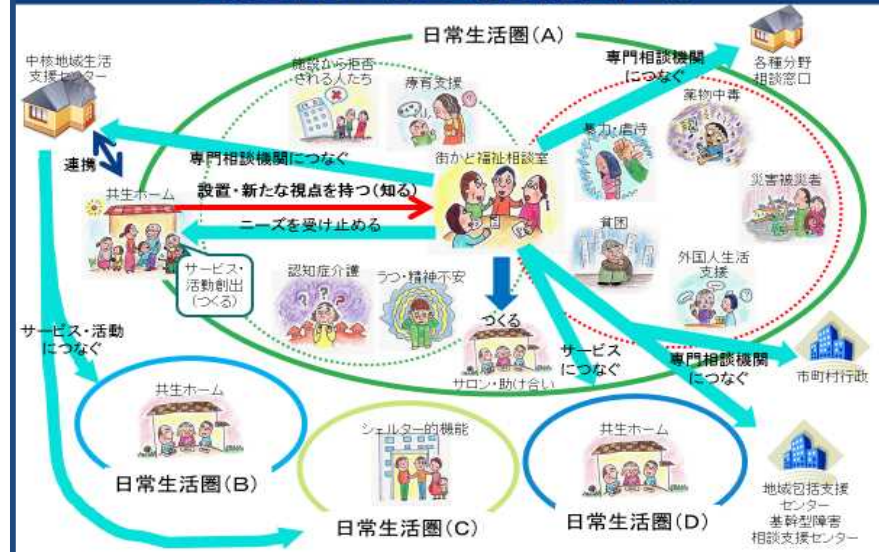 日常生活圏(A)
中核地域生活
支援センター
施設から拒否
される人たち
療育支援
専門相談機関
につなぐ
各種分野
相談窓口
薬物中毒
暴力・虐待
街かど福祉相談室
連携
専門相談機関につなぐ
共生ホーム
設置・新たな視点を持つ(知る)
災害被災者
ニーズを受け止める
貧困
サービス・
活動創出
(つくる)
認知症介護
うつ・精神不安
外国人生活
支援
サービス・活動
につなぐ
つくる
サービス
につなぐ
専門相談機関
につなぐ
サロン・助け合い
市町村行政
共生ホーム
シェルター的機能
共生ホーム
日常生活圏(B)
日常生活圏(C)
日常生活圏(D)
地域包括支援
センター
基幹型障害
相談支援センター